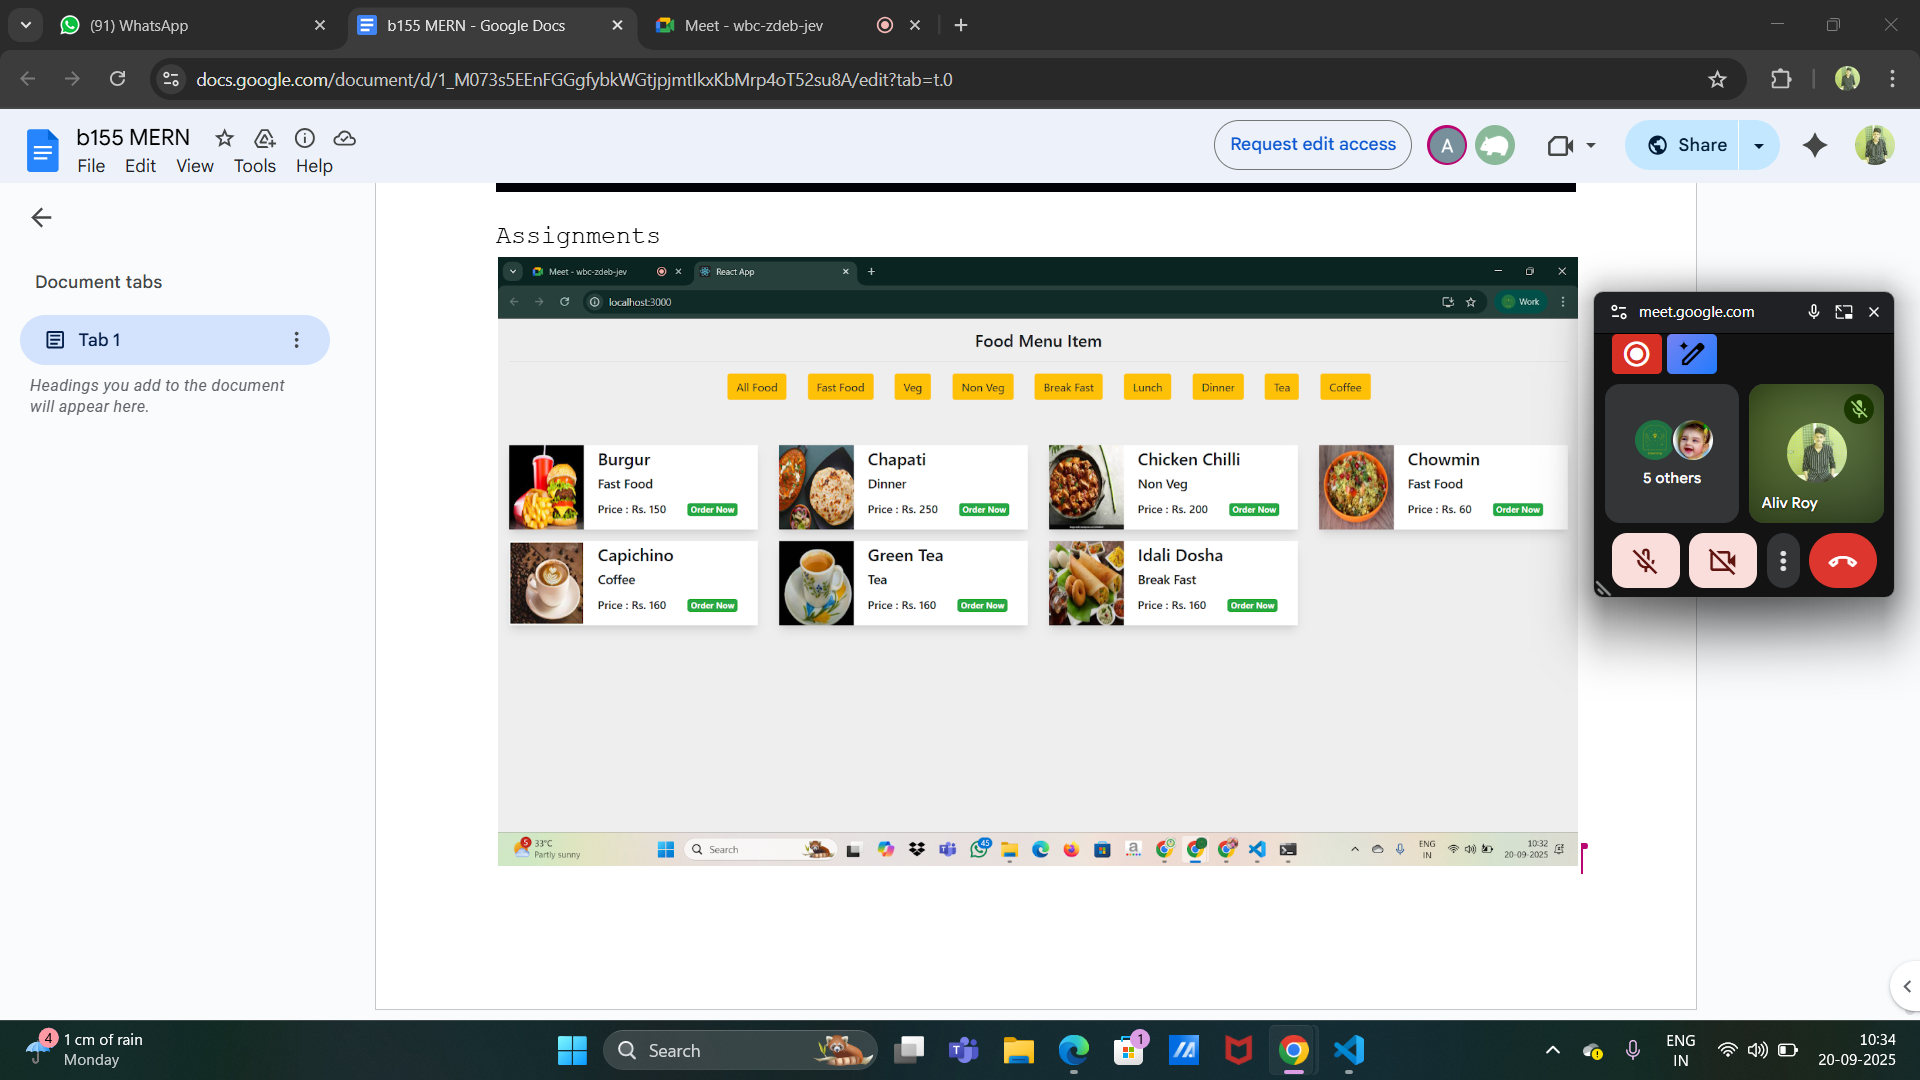 (91) WhatsApp
b155 MERN - Google Docs
Meet - wbc-zdeb-jev
docs.google.com/document/d/1_M073s5EEnFGGgfybkWGtjpjmtIkxKbMrp4oT52su8A/edit?tab=t.0
b155 MERN
File Edit View Tools Help
Request edit access
A
Share
Document tabs
Tab 1
Headings you add to the document
will appear here.
Assignments
Meet - wbc-zdeb-jev
React App
localhost:3000
Work
Food Menu Item
All Food
Fast Food
Veg
Non Veg
Break Fast
Lunch
Dinner
Tea
Coffee
Burgur
Fast Food
Price : Rs. 150 Order Now
Chapati
Dinner
Price : Rs. 250 Order Now
Chicken Chilli
Non Veg
Price : Rs. 200 Order Now
Chowmin
Fast Food
Price : Rs. 60 Order Now
Capichino
Coffee
Price : Rs. 160 Order Now
Green Tea
Tea
Price : Rs. 160 Order Now
Idali Dosha
Break Fast
Price : Rs. 160 Order Now
5
33°C
Partly sunny
Search
45
a
ENG
IN
10:32
20-09-2025
meet.google.com
5 others
Aliv Roy
4
1 cm of rain
Monday
Search
1
ENG
IN
10:34
20-09-2025